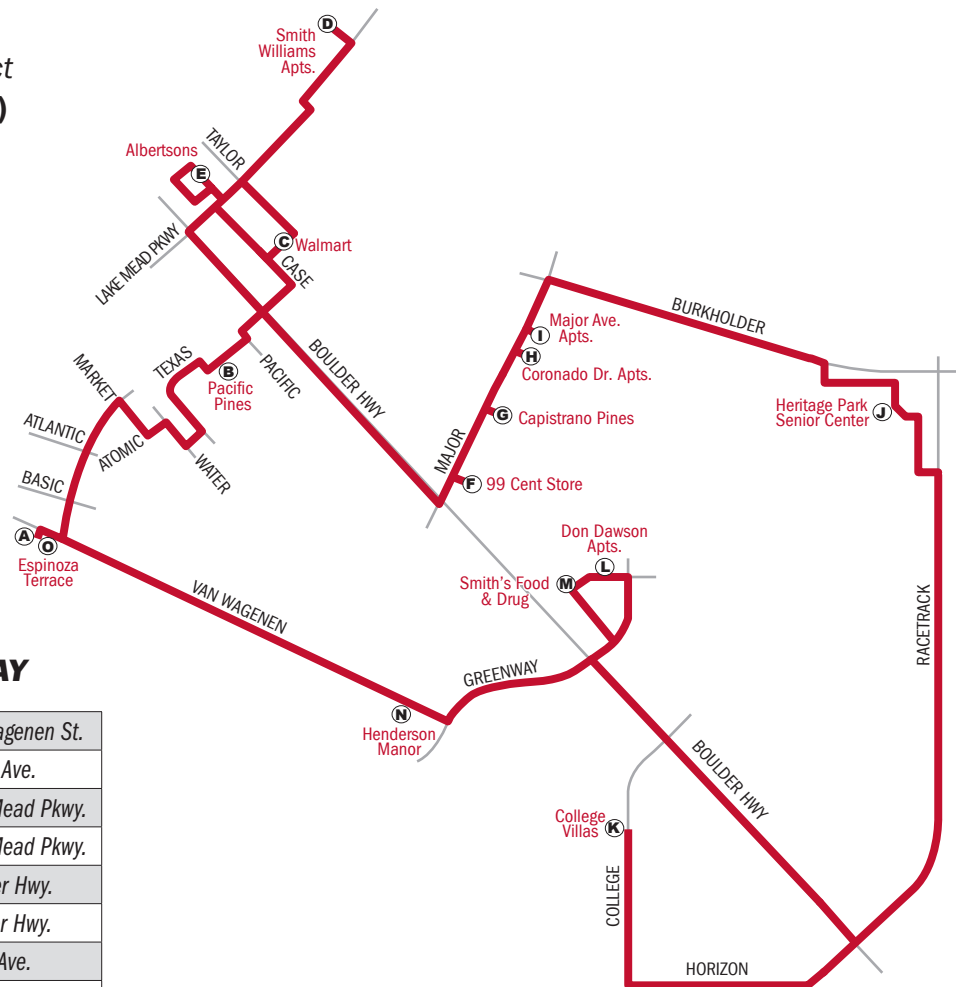 ct
)
D
Smith
Williams
Apts.
TAYLOR
Albertsons
E
LAKE MEAD PKWY
C
Walmart
CASE
BOULDER HWY
BURKHOLDER
I
Major Ave.
Apts.
H
Coronado Dr. Apts.
MARKET
TEXAS
B
Pacific
Pines
PACIFIC
G
Capistrano Pines
Heritage Park
Senior Center
J
ATLANTIC
ATOMIC
WATER
MAJOR
BASIC
F
99 Cent Store
A
O
Espinoza
Terrace
Don Dawson
Apts.
L
Smith's Food
& Drug
M
VAN WAGENEN
RACETRACK
GREENWAY
AY
N
Henderson
Manor
agenen St.
Ave.
Mead Pkwy.
Mead Pkwy.
er Hwy.
er Hwy.
Ave.
BOULDER HWY
College
Villas
K
COLLEGE
HORIZON